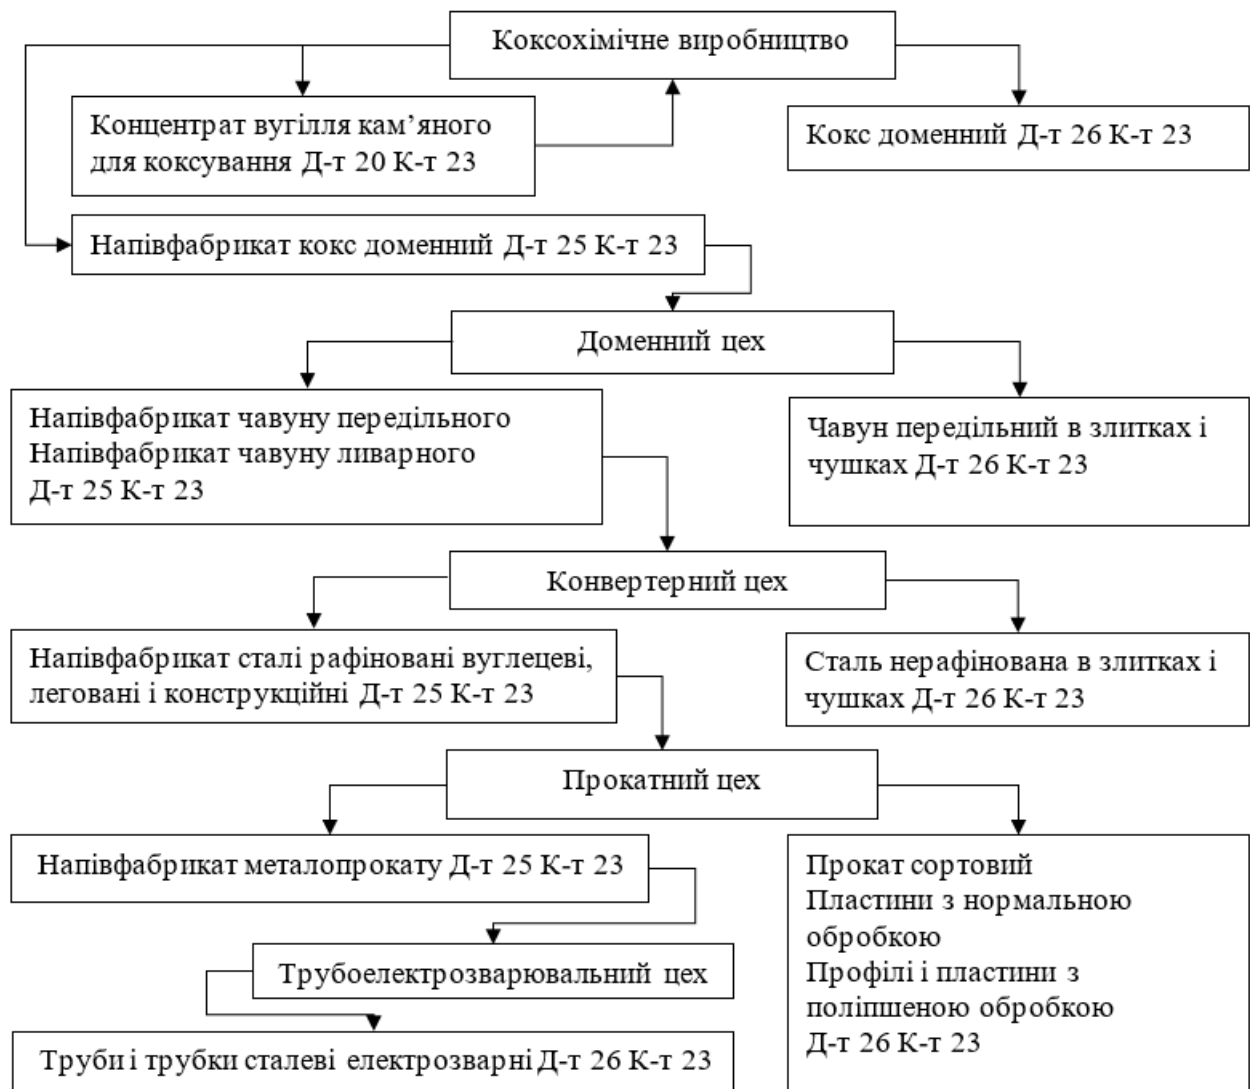 Коксохімічне виробництво
Концентрат вугілля кам’яного
для коксування Д-т 20 К-т 23
Кокс доменний Д-т 26 К-т 23
Напівфабрикат кокс доменний Д-т 25 К-т 23
Доменний цех
Напівфабрикат чавуну передільного
Напівфабрикат чавуну ливарного
Д-т 25 К-т 23
Чавун передільний в злитках і
чушках Д-т 26 К-т 23
Конвертерний цех
Напівфабрикат сталі рафіновані вуглецеві,
леговані і конструкційні Д-т 25 К-т 23
Сталь нерафінована в злитках і
чушках Д-т 26 К-т 23
Прокатний цех
Напівфабрикат металопрокату Д-т 25 К-т 23
Прокат сортовий
Пластини з нормальною
обробкою
Профілі і пластини з
поліпшеною обробкою
Д-т 26 К-т 23
Трубоелектрозварювальний цех
Труби і трубки сталеві електрозварні Д-т 26 К-т 23